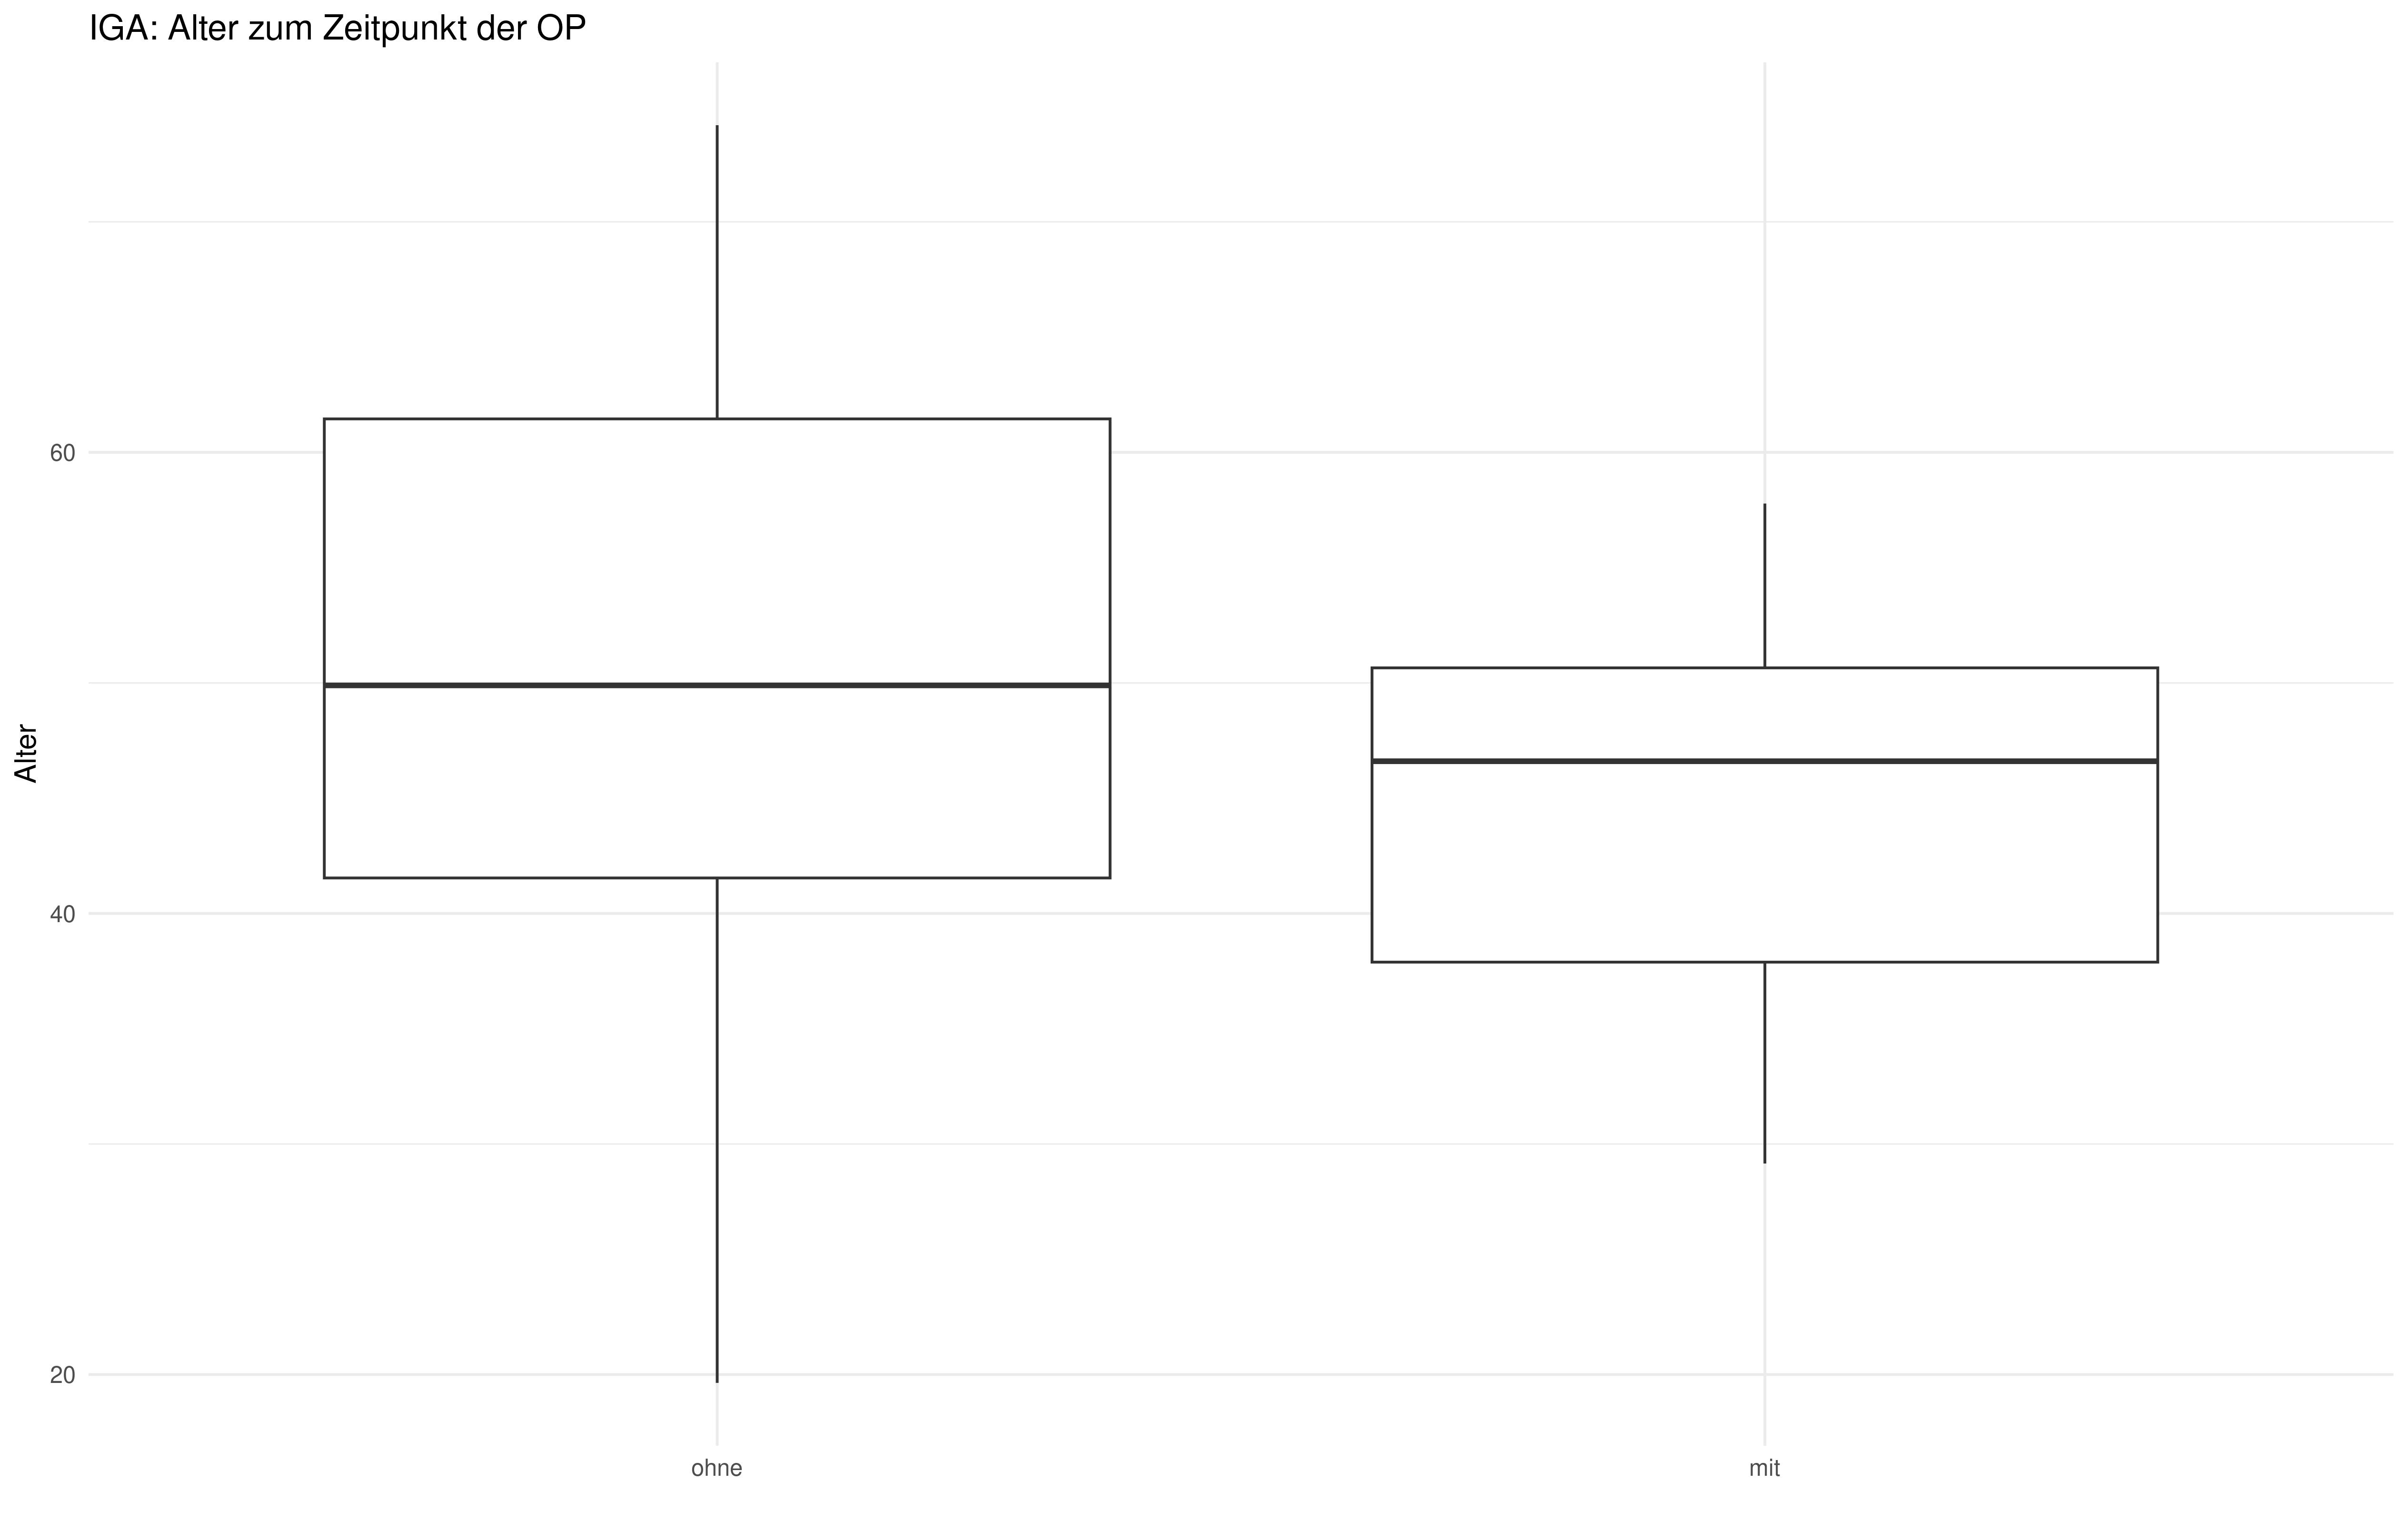 IGA: Alter zum Zeitpunkt der OP
Alter
60
40
20
ohne
mit